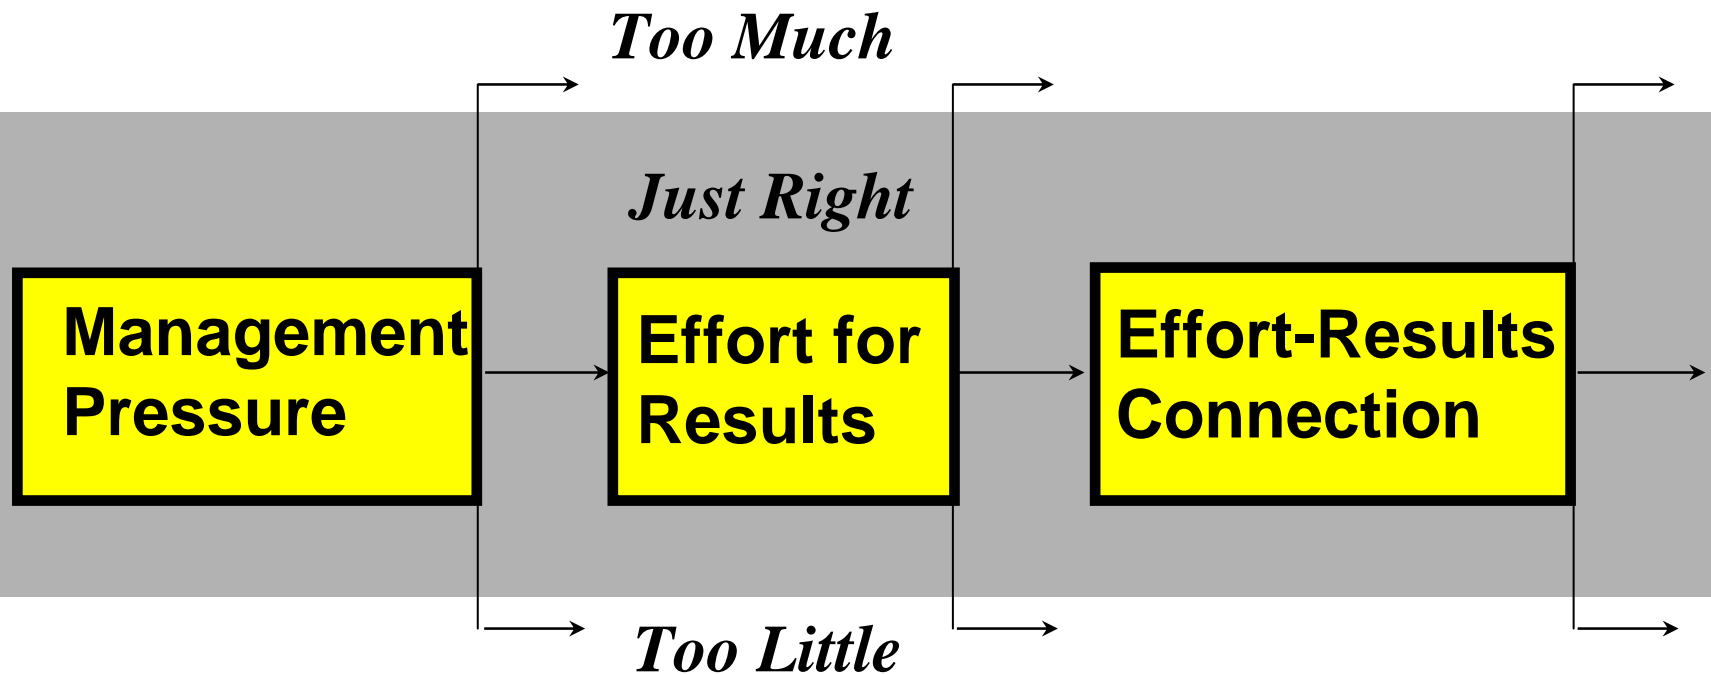 Too Much
Just Right
Management
Pressure
Effort for
Results
Effort-Results
Connection
Too Little